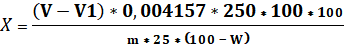 X = (V − V1) * 0,004157 * 250 * 100 * 100
m * 25 * (100 - W)